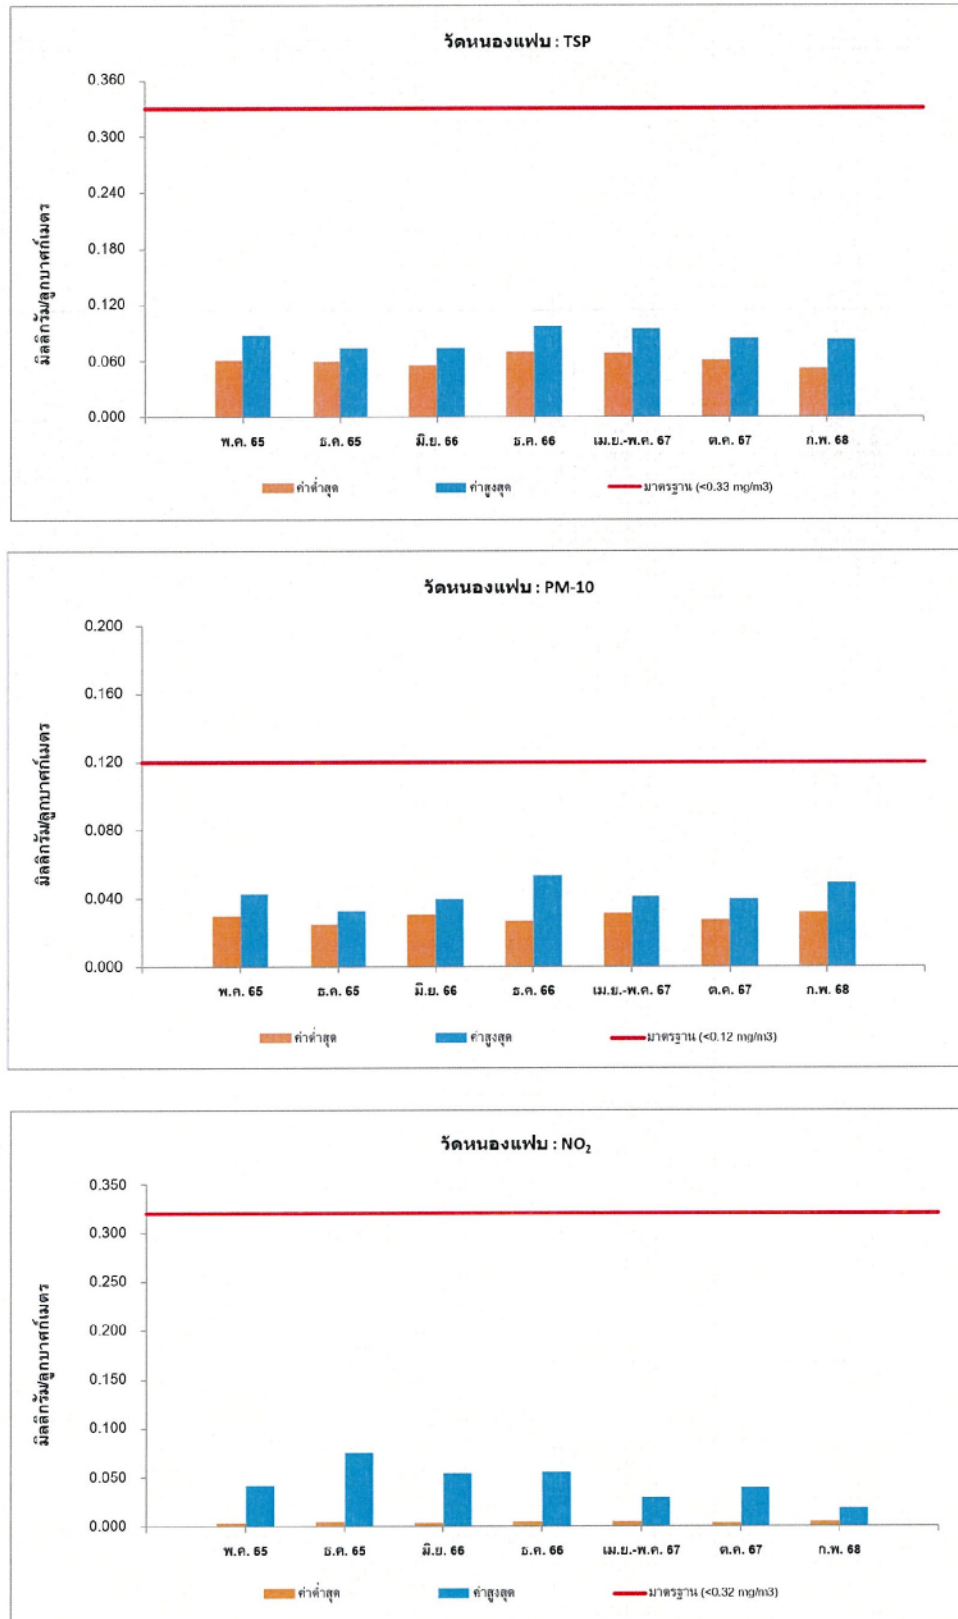 วัดหนองแฟบ : TSP
มิลลิกรัม/ลูกบาศก์เมตร
0.360
0.300
0.240
0.180
0.120
0.060
0.000
พ.ค. 65 ธ.ค. 65 มิ.ย. 66 ธ.ค. 66 เม.ย.-พ.ค. 67 ต.ค. 67 ก.พ. 68
ค่าต่ำสุด ค่าสูงสุด มาตรฐาน (<0.33 mg/m3)
วัดหนองแฟบ : PM-10
มิลลิกรัม/ลูกบาศก์เมตร
0.200
0.160
0.120
0.080
0.040
0.000
พ.ค. 65 ธ.ค. 65 มิ.ย. 66 ธ.ค. 66 เม.ย.-พ.ค. 67 ต.ค. 67 ก.พ. 68
ค่าต่ำสุด ค่าสูงสุด มาตรฐาน (<0.12 mg/m3)
วัดหนองแฟบ : NO₂
มิลลิกรัม/ลูกบาศก์เมตร
0.350
0.300
0.250
0.200
0.150
0.100
0.050
0.000
พ.ค. 65 ธ.ค. 65 มิ.ย. 66 ธ.ค. 66 เม.ย.-พ.ค. 67 ต.ค. 67 ก.พ. 68
ค่าต่ำสุด ค่าสูงสุด มาตรฐาน (<0.32 mg/m3)